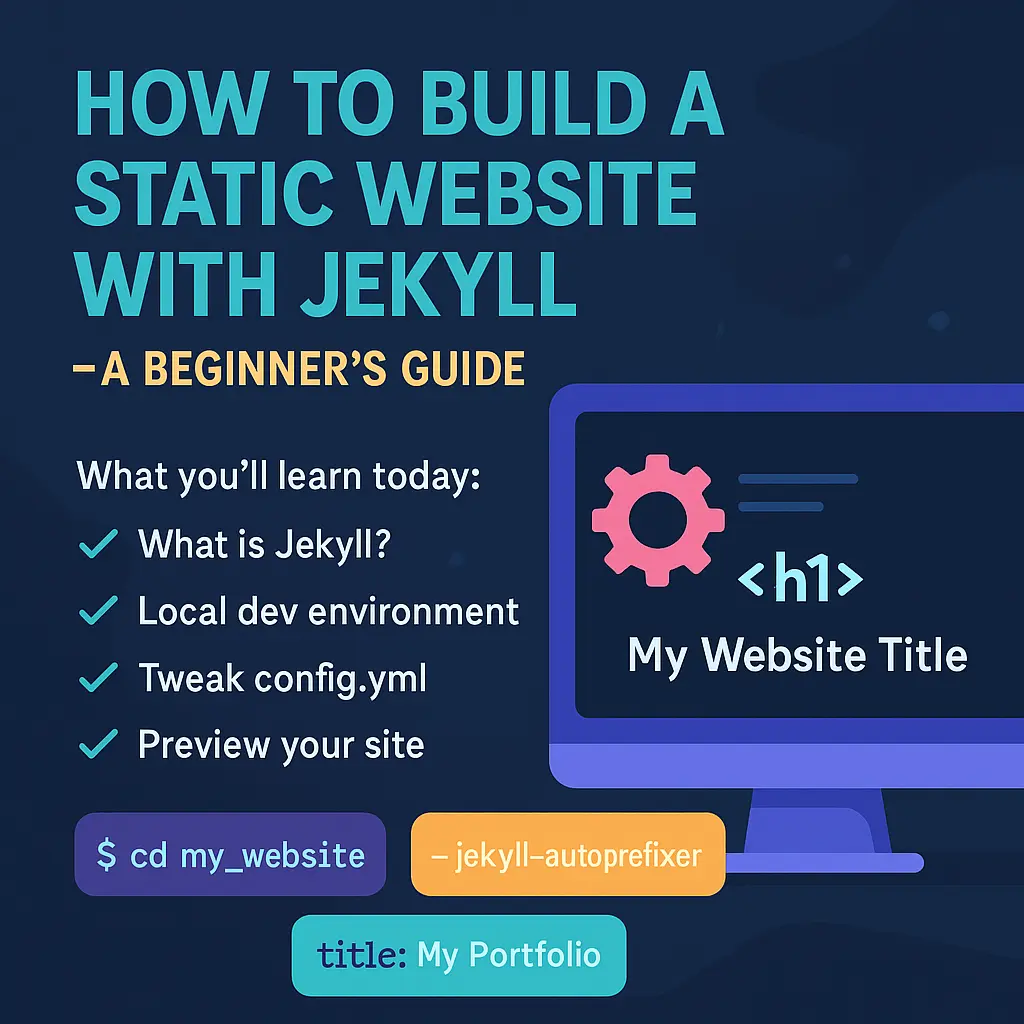 HOW TO BUILD A
STATIC WEBSITE
WITH JEKYLL
–A BEGINNER’S GUIDE
What you’ll learn today:
What is Jekyll?
Local dev environment
Tweak config.yml
Preview your site
<h1>
My Website Title
$ cd my_website
– jekyll–autoprefixer
title: My Portfolio